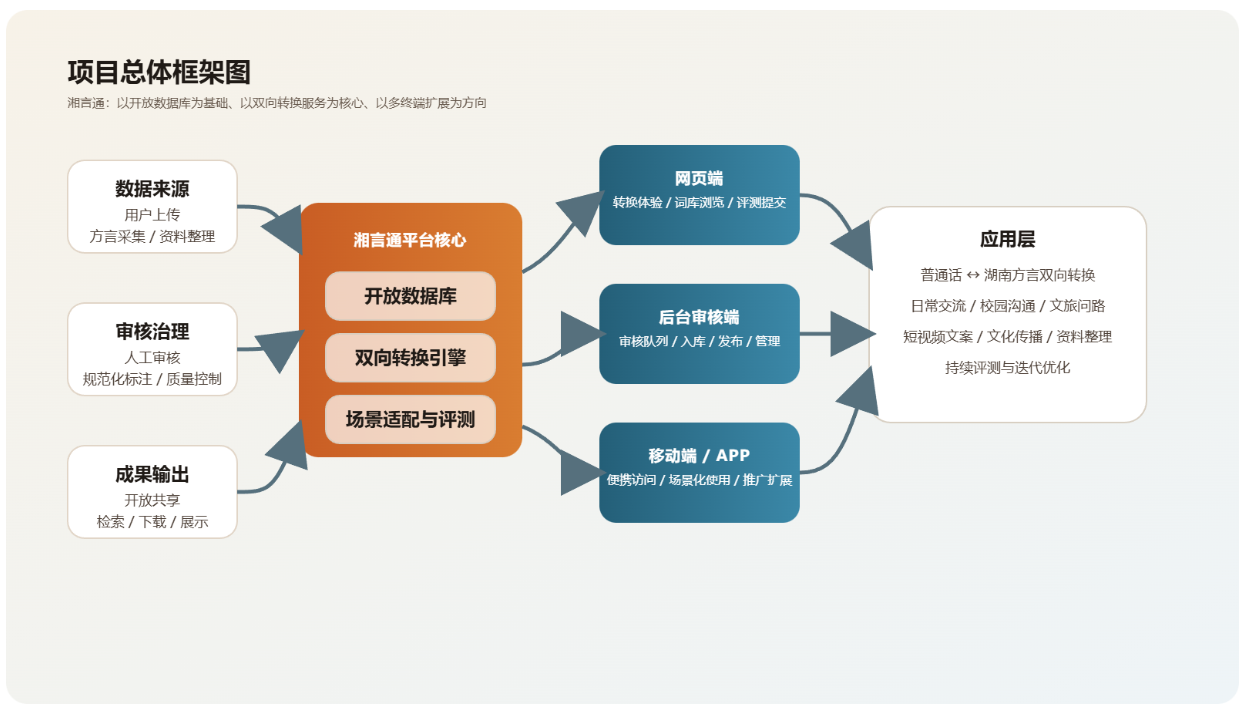 项目总体框架图
湘言通：以开放数据库为基础、以双向转换服务为核心、以多终端扩展为方向
数据来源
用户上传
方言采集 / 资料整理
审核治理
人工审核
规范化标注 / 质量控制
成果输出
开放共享
检索 / 下载 / 展示
湘言通平台核心
开放数据库
双向转换引擎
场景适配与评测
网页端
转换体验 / 词库浏览 / 评测提交
后台审核端
审核队列 / 入库 / 发布 / 管理
移动端 / APP
便携访问 / 场景化使用 / 推广扩展
应用层
普通话 ↔ 湖南方言双向转换
日常交流 / 校园沟通 / 文旅问路
短视频文案 / 文化传播 / 资料整理
持续评测与迭代优化